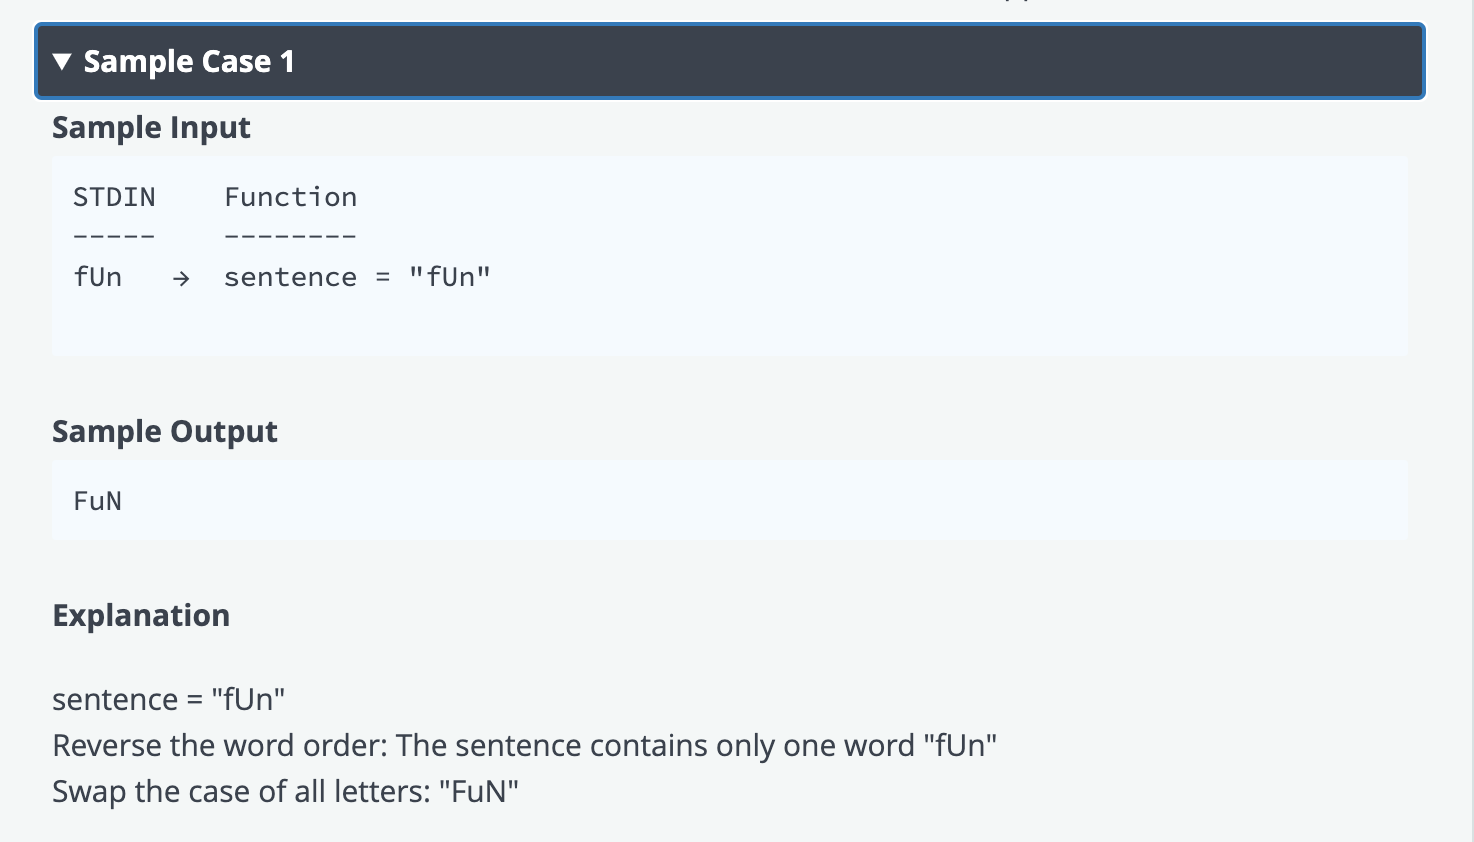 ▼ Sample Case 1
Sample Input
STDIN    Function
-----    --------
fUn   →  sentence = "fUn"
Sample Output
FuN
Explanation
sentence = "fUn"
Reverse the word order: The sentence contains only one word "fUn"
Swap the case of all letters: "FuN"